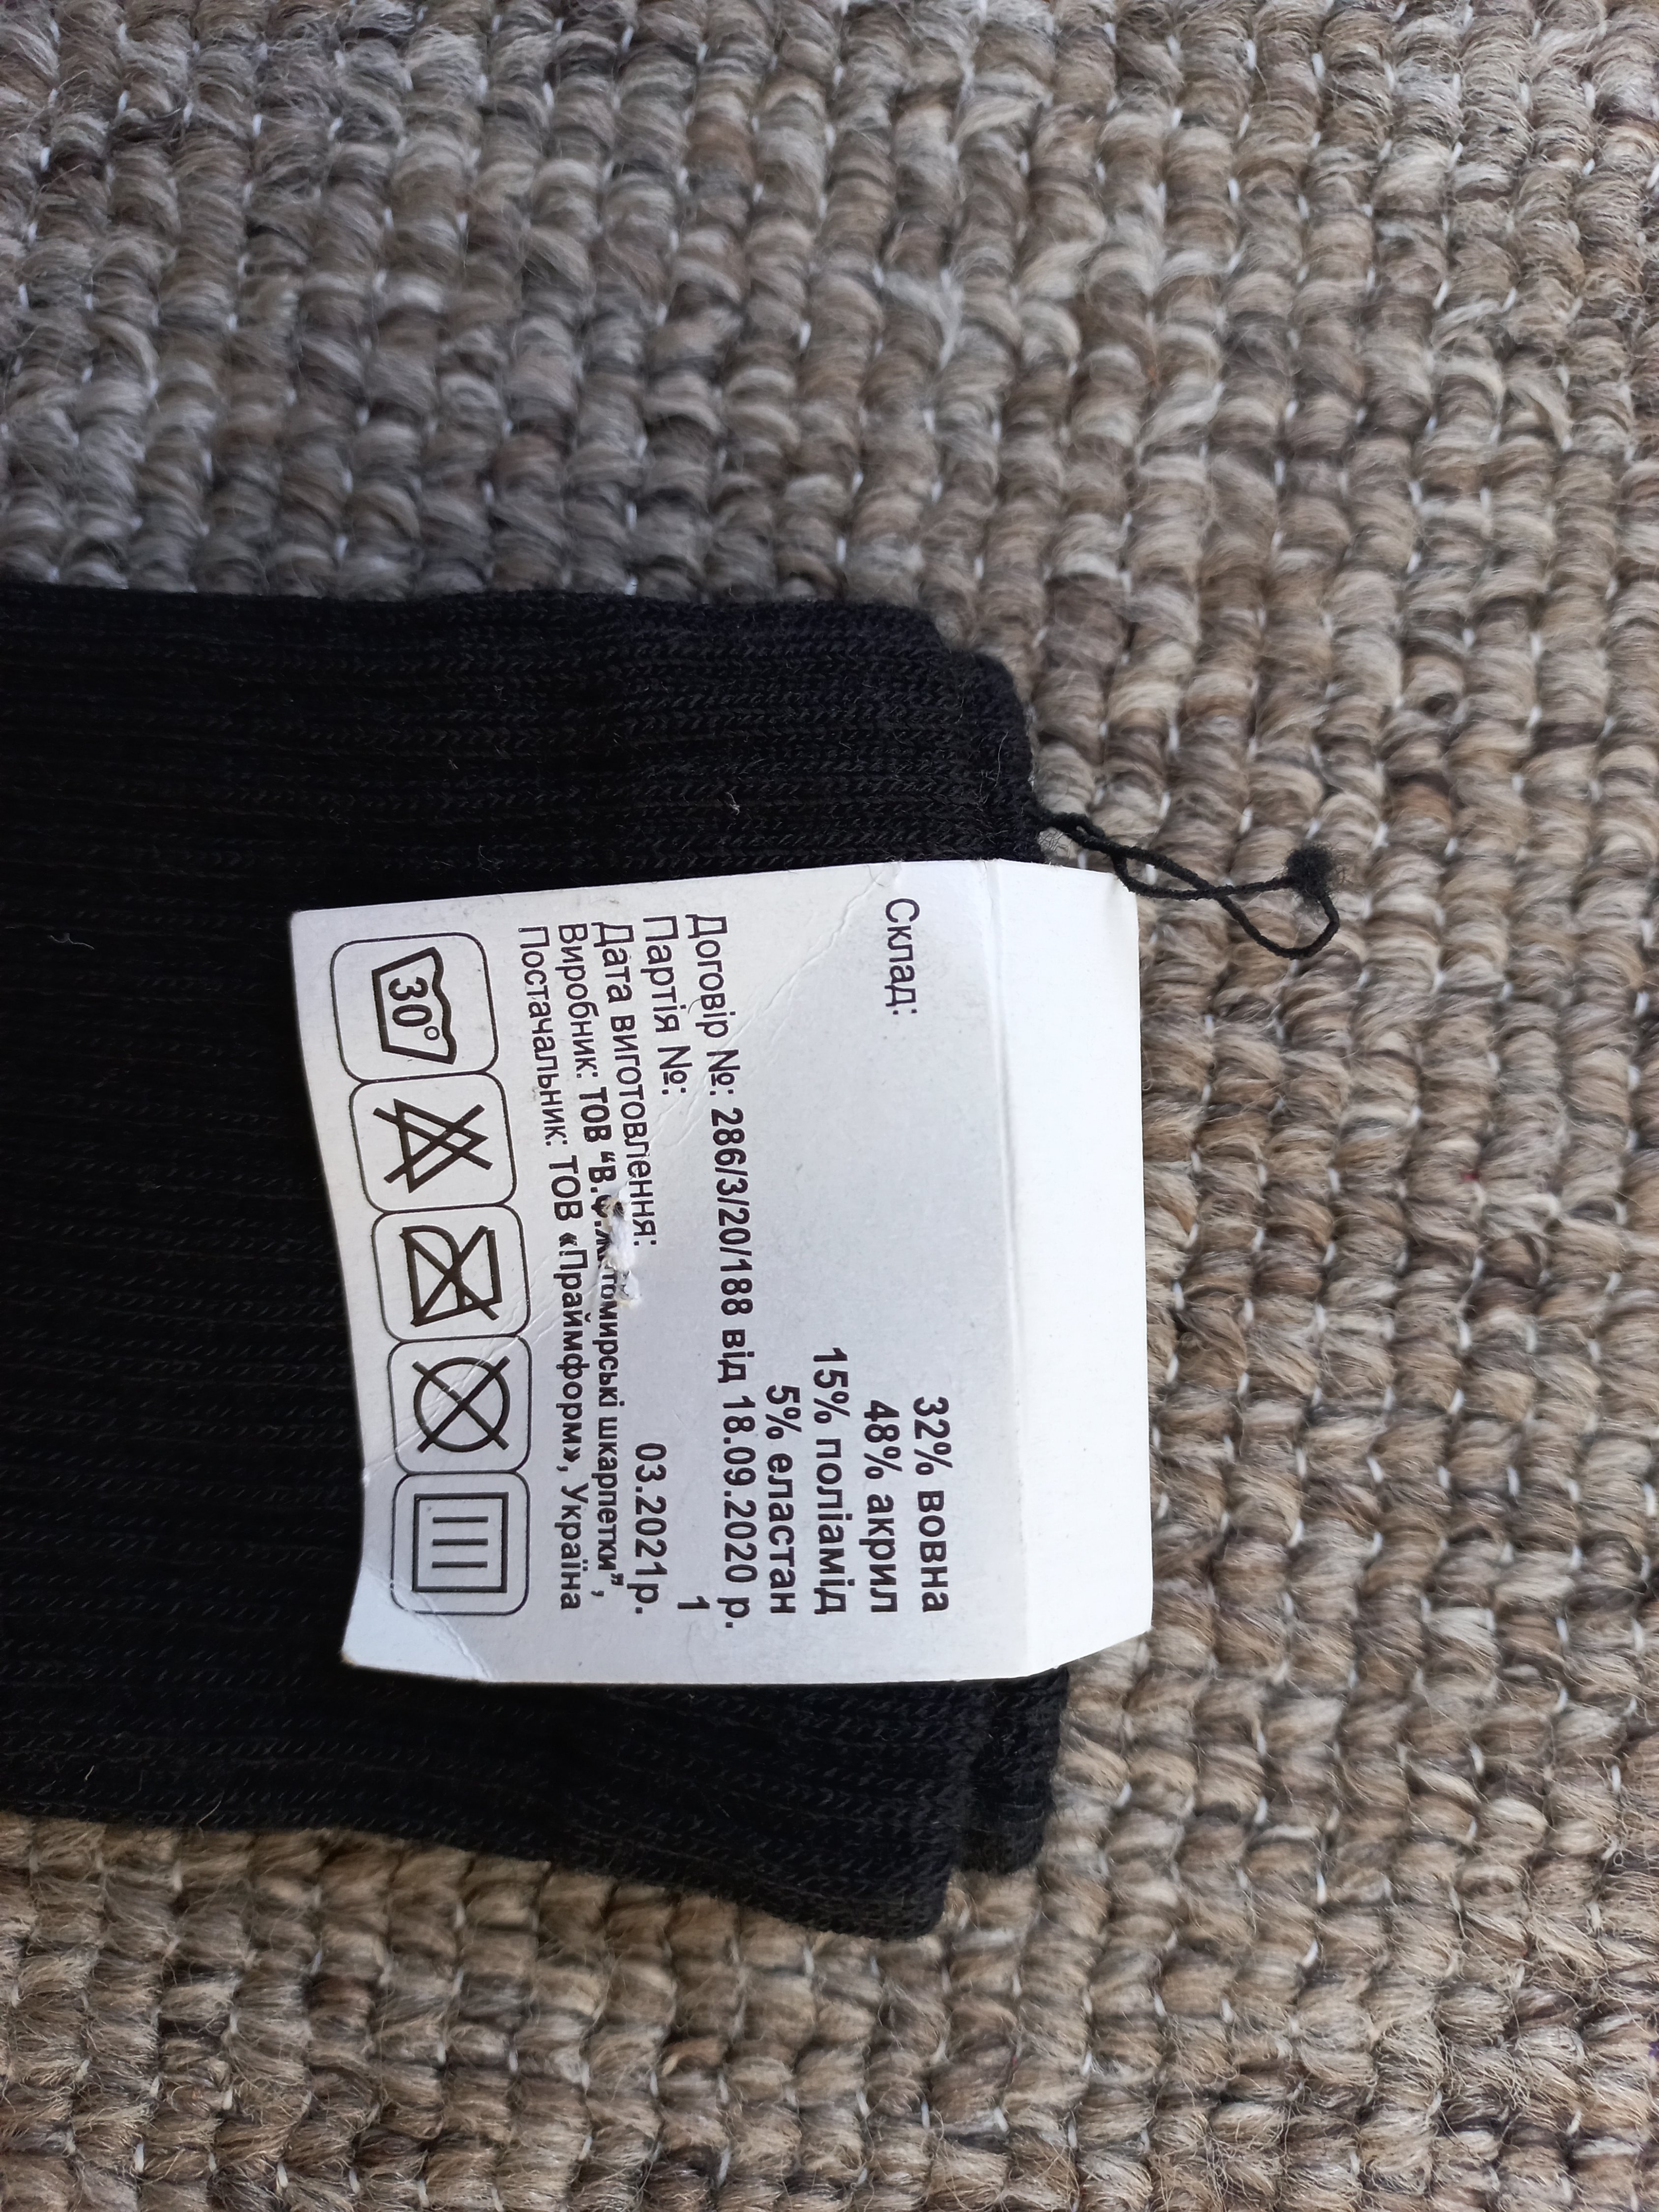 Склад:
32% вовна
48% акрил
15% поліамід
5% еластан
Договір №: 286/3/20/188 від 18.09.2020 р.
Партія №: 1
Дата виготовлення: 03.2021р.
Виробник: ТОВ “В. шкарпетки”,
Постачальник: ТОВ «Праймформ», Україна
30°